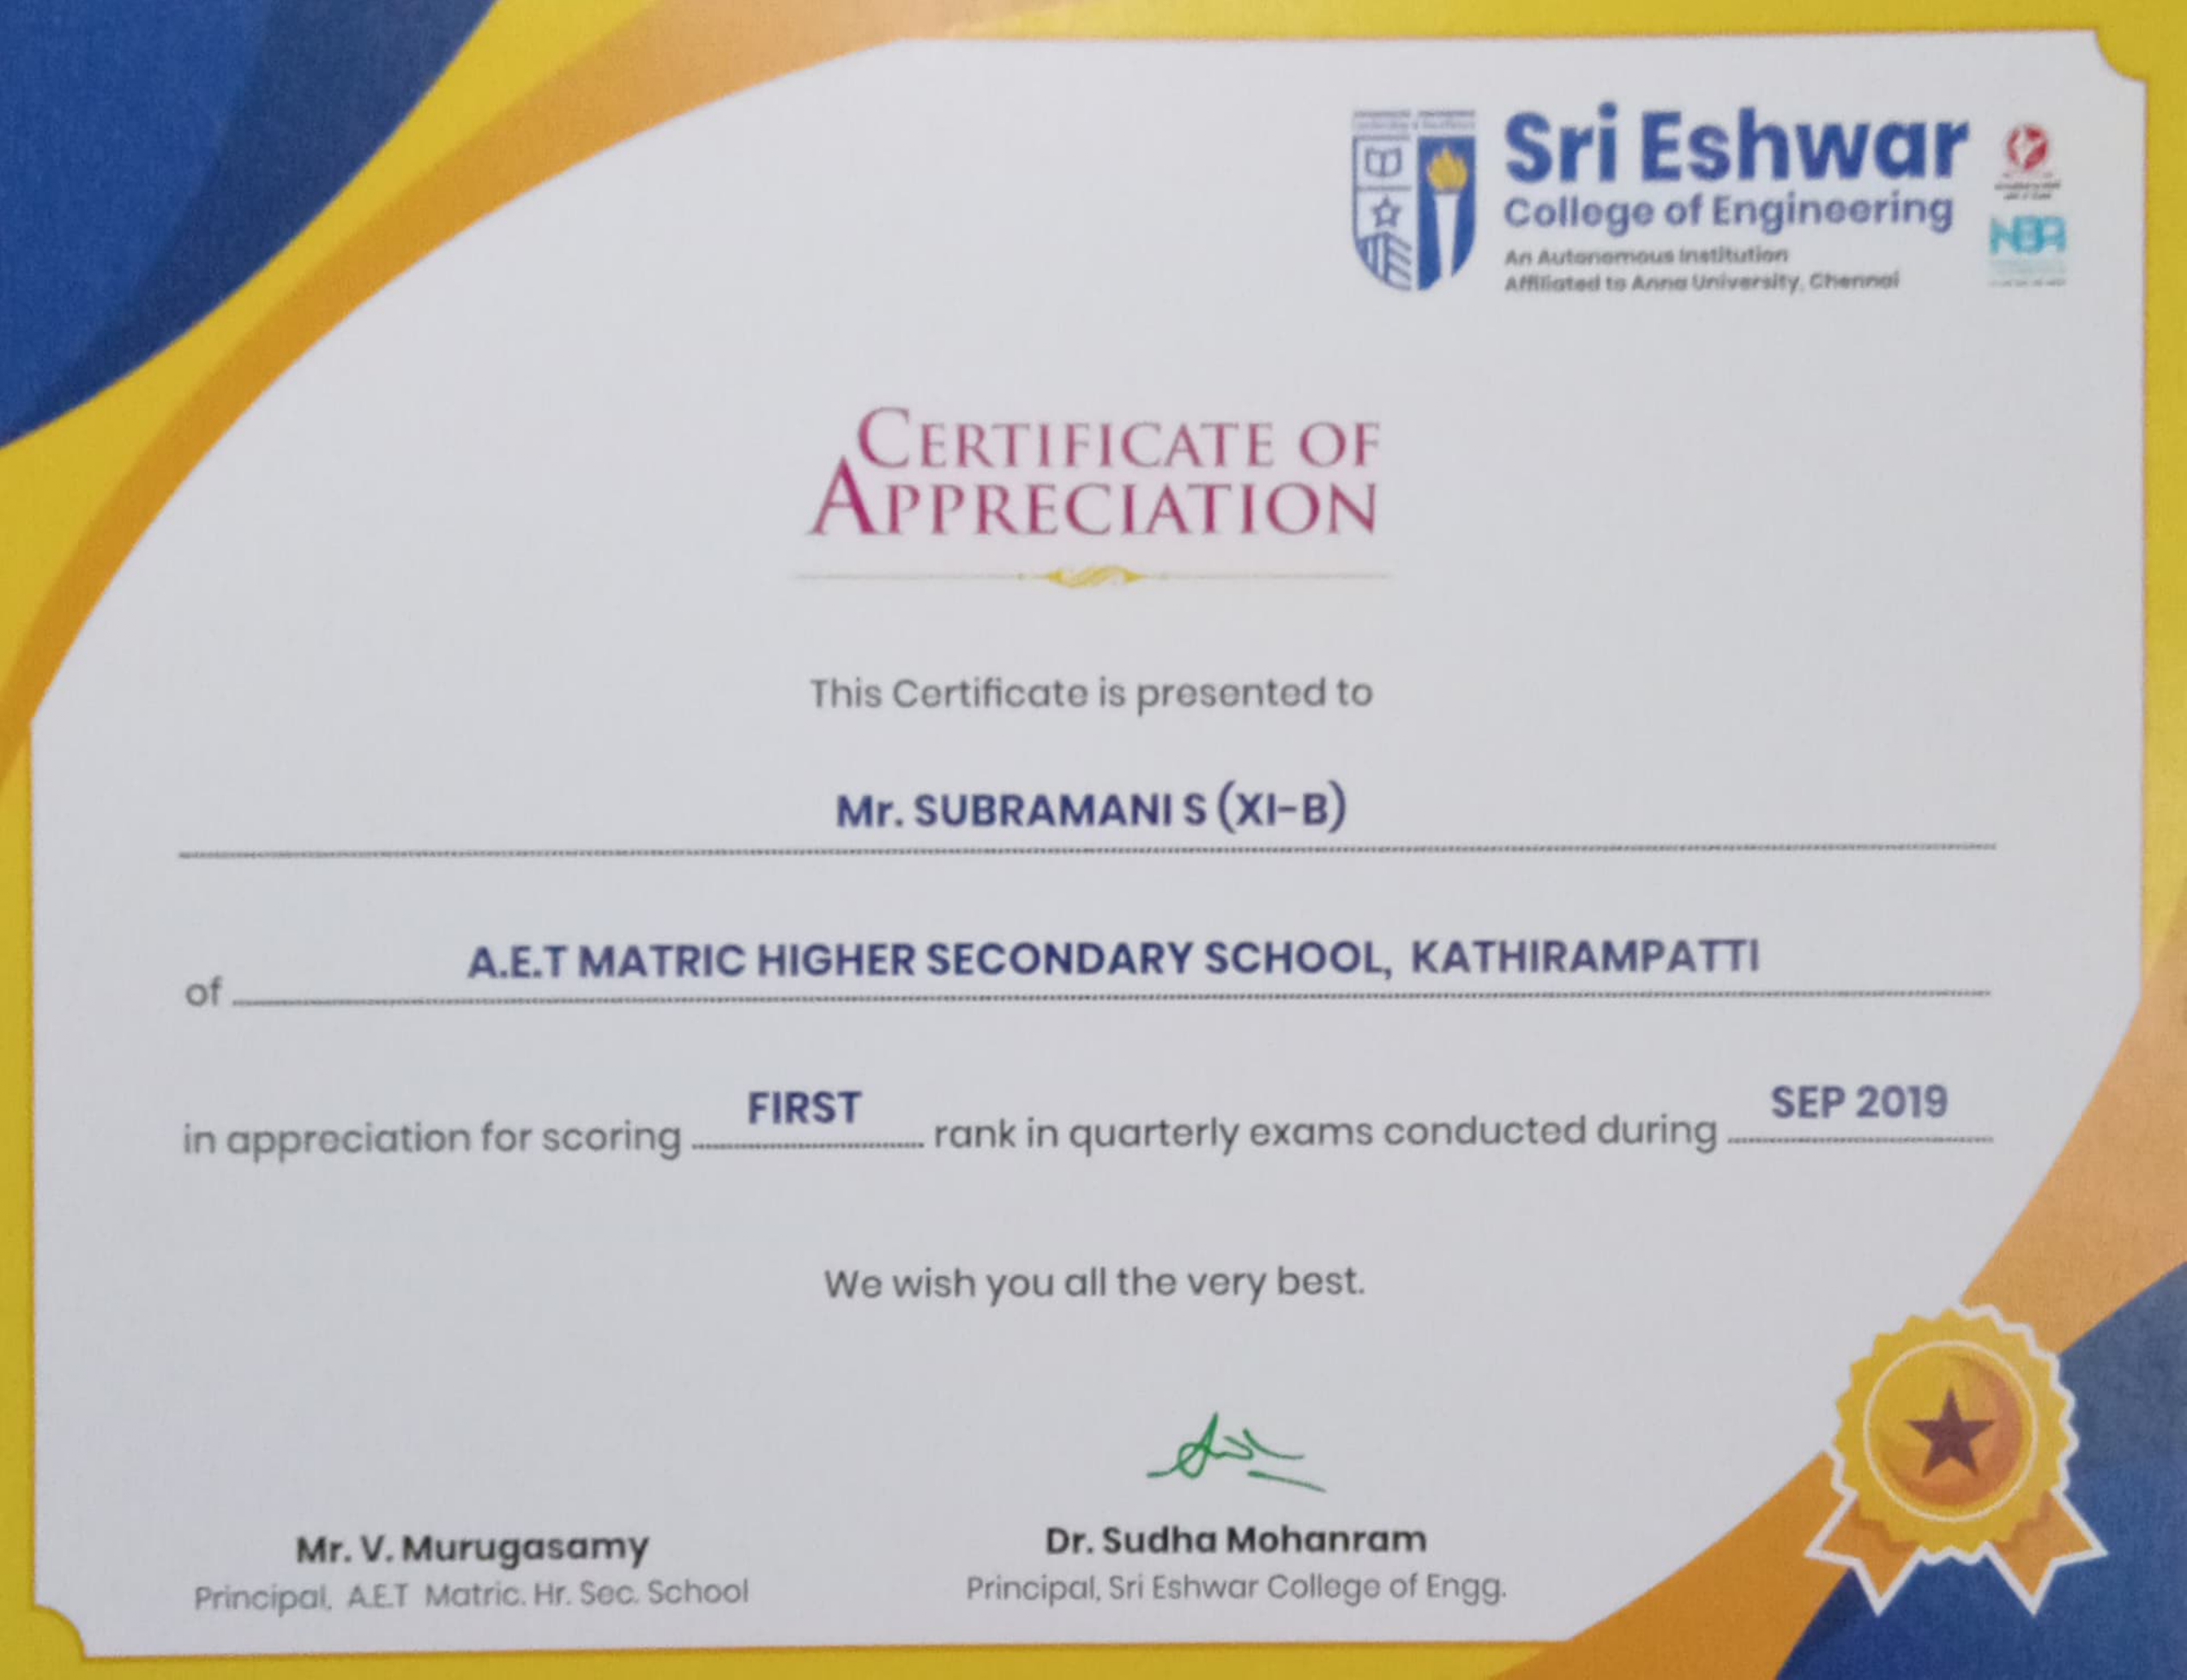 Sri Eshwar
College of Engineering
An Autonomous Institution
Affiliated to Anna University, Chennai
NBA
CERTIFICATE OF
APPRECIATION
This Certificate is presented to
Mr. SUBRAMANI S (XI-B)
of A.E.T MATRIC HIGHER SECONDARY SCHOOL, KATHIRAMPATTI
in appreciation for scoring FIRST rank in quarterly exams conducted during SEP 2019
We wish you all the very best.
Mr. V. Murugasamy
Principal, A.E.T Matric. Hr. Sec. School
Dr. Sudha Mohanram
Principal, Sri Eshwar College of Engg.